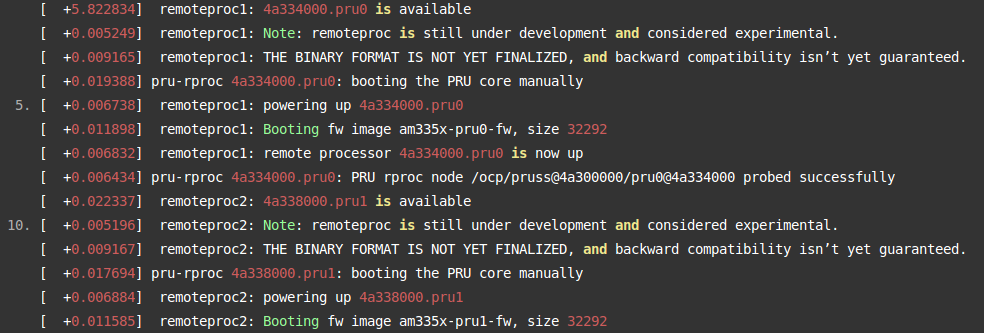 [  +5.822834]  remoteproc1: 4a334000.pru0 is available
[  +0.005249]  remoteproc1: Note: remoteproc is still under development and considered experimental.
[  +0.009165]  remoteproc1: THE BINARY FORMAT IS NOT YET FINALIZED, and backward compatibility isn’t yet guaranteed.
[  +0.019388] pru-rproc 4a334000.pru0: booting the PRU core manually
5. [  +0.006738]  remoteproc1: powering up 4a334000.pru0
[  +0.011898]  remoteproc1: Booting fw image am335x-pru0-fw, size 32292
[  +0.006832]  remoteproc1: remote processor 4a334000.pru0 is now up
[  +0.006434] pru-rproc 4a334000.pru0: PRU rproc node /ocp/pruss@4a300000/pru0@4a334000 probed successfully
[  +0.022337]  remoteproc2: 4a338000.pru1 is available
10. [  +0.005196]  remoteproc2: Note: remoteproc is still under development and considered experimental.
[  +0.009167]  remoteproc2: THE BINARY FORMAT IS NOT YET FINALIZED, and backward compatibility isn’t yet guaranteed.
[  +0.017694] pru-rproc 4a338000.pru1: booting the PRU core manually
[  +0.006884]  remoteproc2: powering up 4a338000.pru1
[  +0.011585]  remoteproc2: Booting fw image am335x-pru1-fw, size 32292